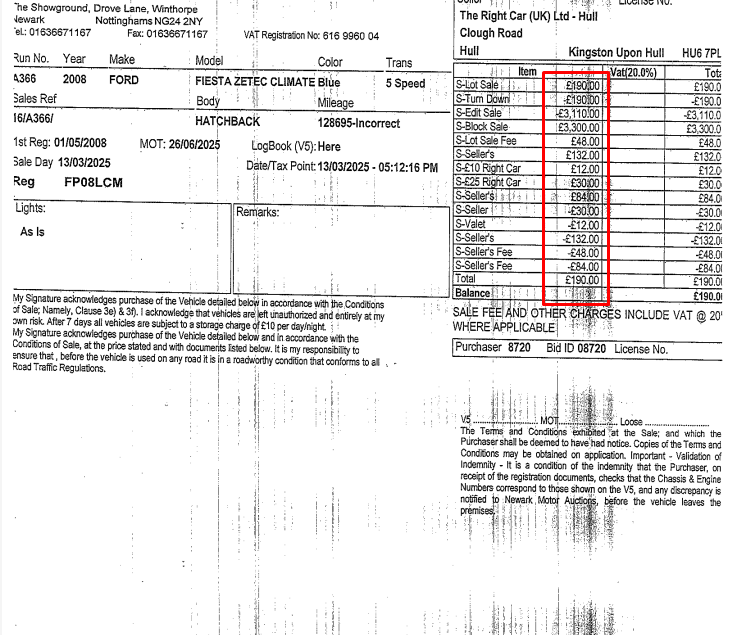 The Showground, Drove Lane, Winthorpe
Newark Nottinghams NG24 2NY
Tel.: 01636671167 Fax: 01636671167 VAT Registration No: 616 9960 04
Run No. Year Make Model Color Trans
A366 2008 FORD FIESTA ZETEC CLIMATE Blue 5 Speed
Sales Ref Body Mileage
16/A366/ HATCHBACK 128695-Incorrect
1st Reg: 01/05/2008 MOT: 26/06/2025 LogBook (V5): Here
Sale Day 13/03/2025 Date/Tax Point: 13/03/2025 - 05:12:16 PM
Reg FP08LCM
Lights: Remarks:
As Is
My Signature acknowledges purchase of the Vehicle detailed below in accordance with the Conditions
of Sale; Namely, Clause 3e) & 3f). I acknowledge that vehicles are left unauthorized and entirely at my
own risk. After 7 days all vehicles are subject to a storage charge of £10 per day/night.
My Signature acknowledges purchase of the Vehicle detailed below and in accordance with the
Conditions of Sale, at the price stated and with documents listed below. It is my responsibility to
ensure that , before the vehicle is used on any road it is in a roadworthy condition that conforms to all
Road Traffic Regulations.
License No.
The Right Car (UK) Ltd - Hull
Clough Road
Hull Kingston Upon Hull HU6 7PL
Item Vat(20.0%) Tota
S-Lot Sale £190.00 £190.0
S-Turn Down -£190.00 -£190.0
S-Edit Sale -£3,110.00 -£3,110.0
S-Block Sale £3,300.00 £3,300.0
S-Lot Sale Fee £48.00 £48.0
S-Seller's £132.00 £132.0
S-£10 Right Car £12.00 £12.0
S-£25 Right Car £30.00 £30.0
S-Seller's £84.00 £84.0
S-Seller -£30.00 -£30.0
S-Valet -£12.00 -£12.0
S-Seller's -£132.00 -£132.0
S-Seller's Fee -£48.00 -£48.0
S-Seller's Fee -£84.00 -£84.0
Total £190.00 £190.0
Balance £190.0
SALE FEE AND OTHER CHARGES INCLUDE VAT @ 20
WHERE APPLICABLE
Purchaser 8720 Bid ID 08720 License No.
V5 .................... MOT .................... Loose ....................
The Terms and Conditions exhibited at the Sale; and which the
Purchaser shall be deemed to have had notice. Copies of the Terms and
Conditions may be obtained on application. Important - Validation of
Indemnity - It is a condition of the indemnity that the Purchaser, on
receipt of the registration documents, checks that the Chassis & Engine
Numbers correspond to those shown on the V5, and any discrepancy is
notified to Newark Motor Auctions, before the vehicle leaves the
premises.